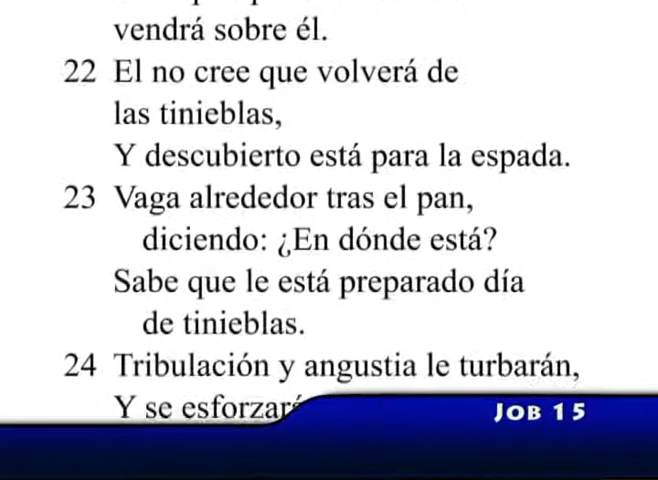 vendrá sobre él.
22 El no cree que volverá de
las tinieblas,
Y descubierto está para la espada.
23 Vaga alrededor tras el pan,
diciendo: ¿En dónde está?
Sabe que le está preparado día
de tinieblas.
24 Tribulación y angustia le turbarán,
Y se esforzará
JOB 15